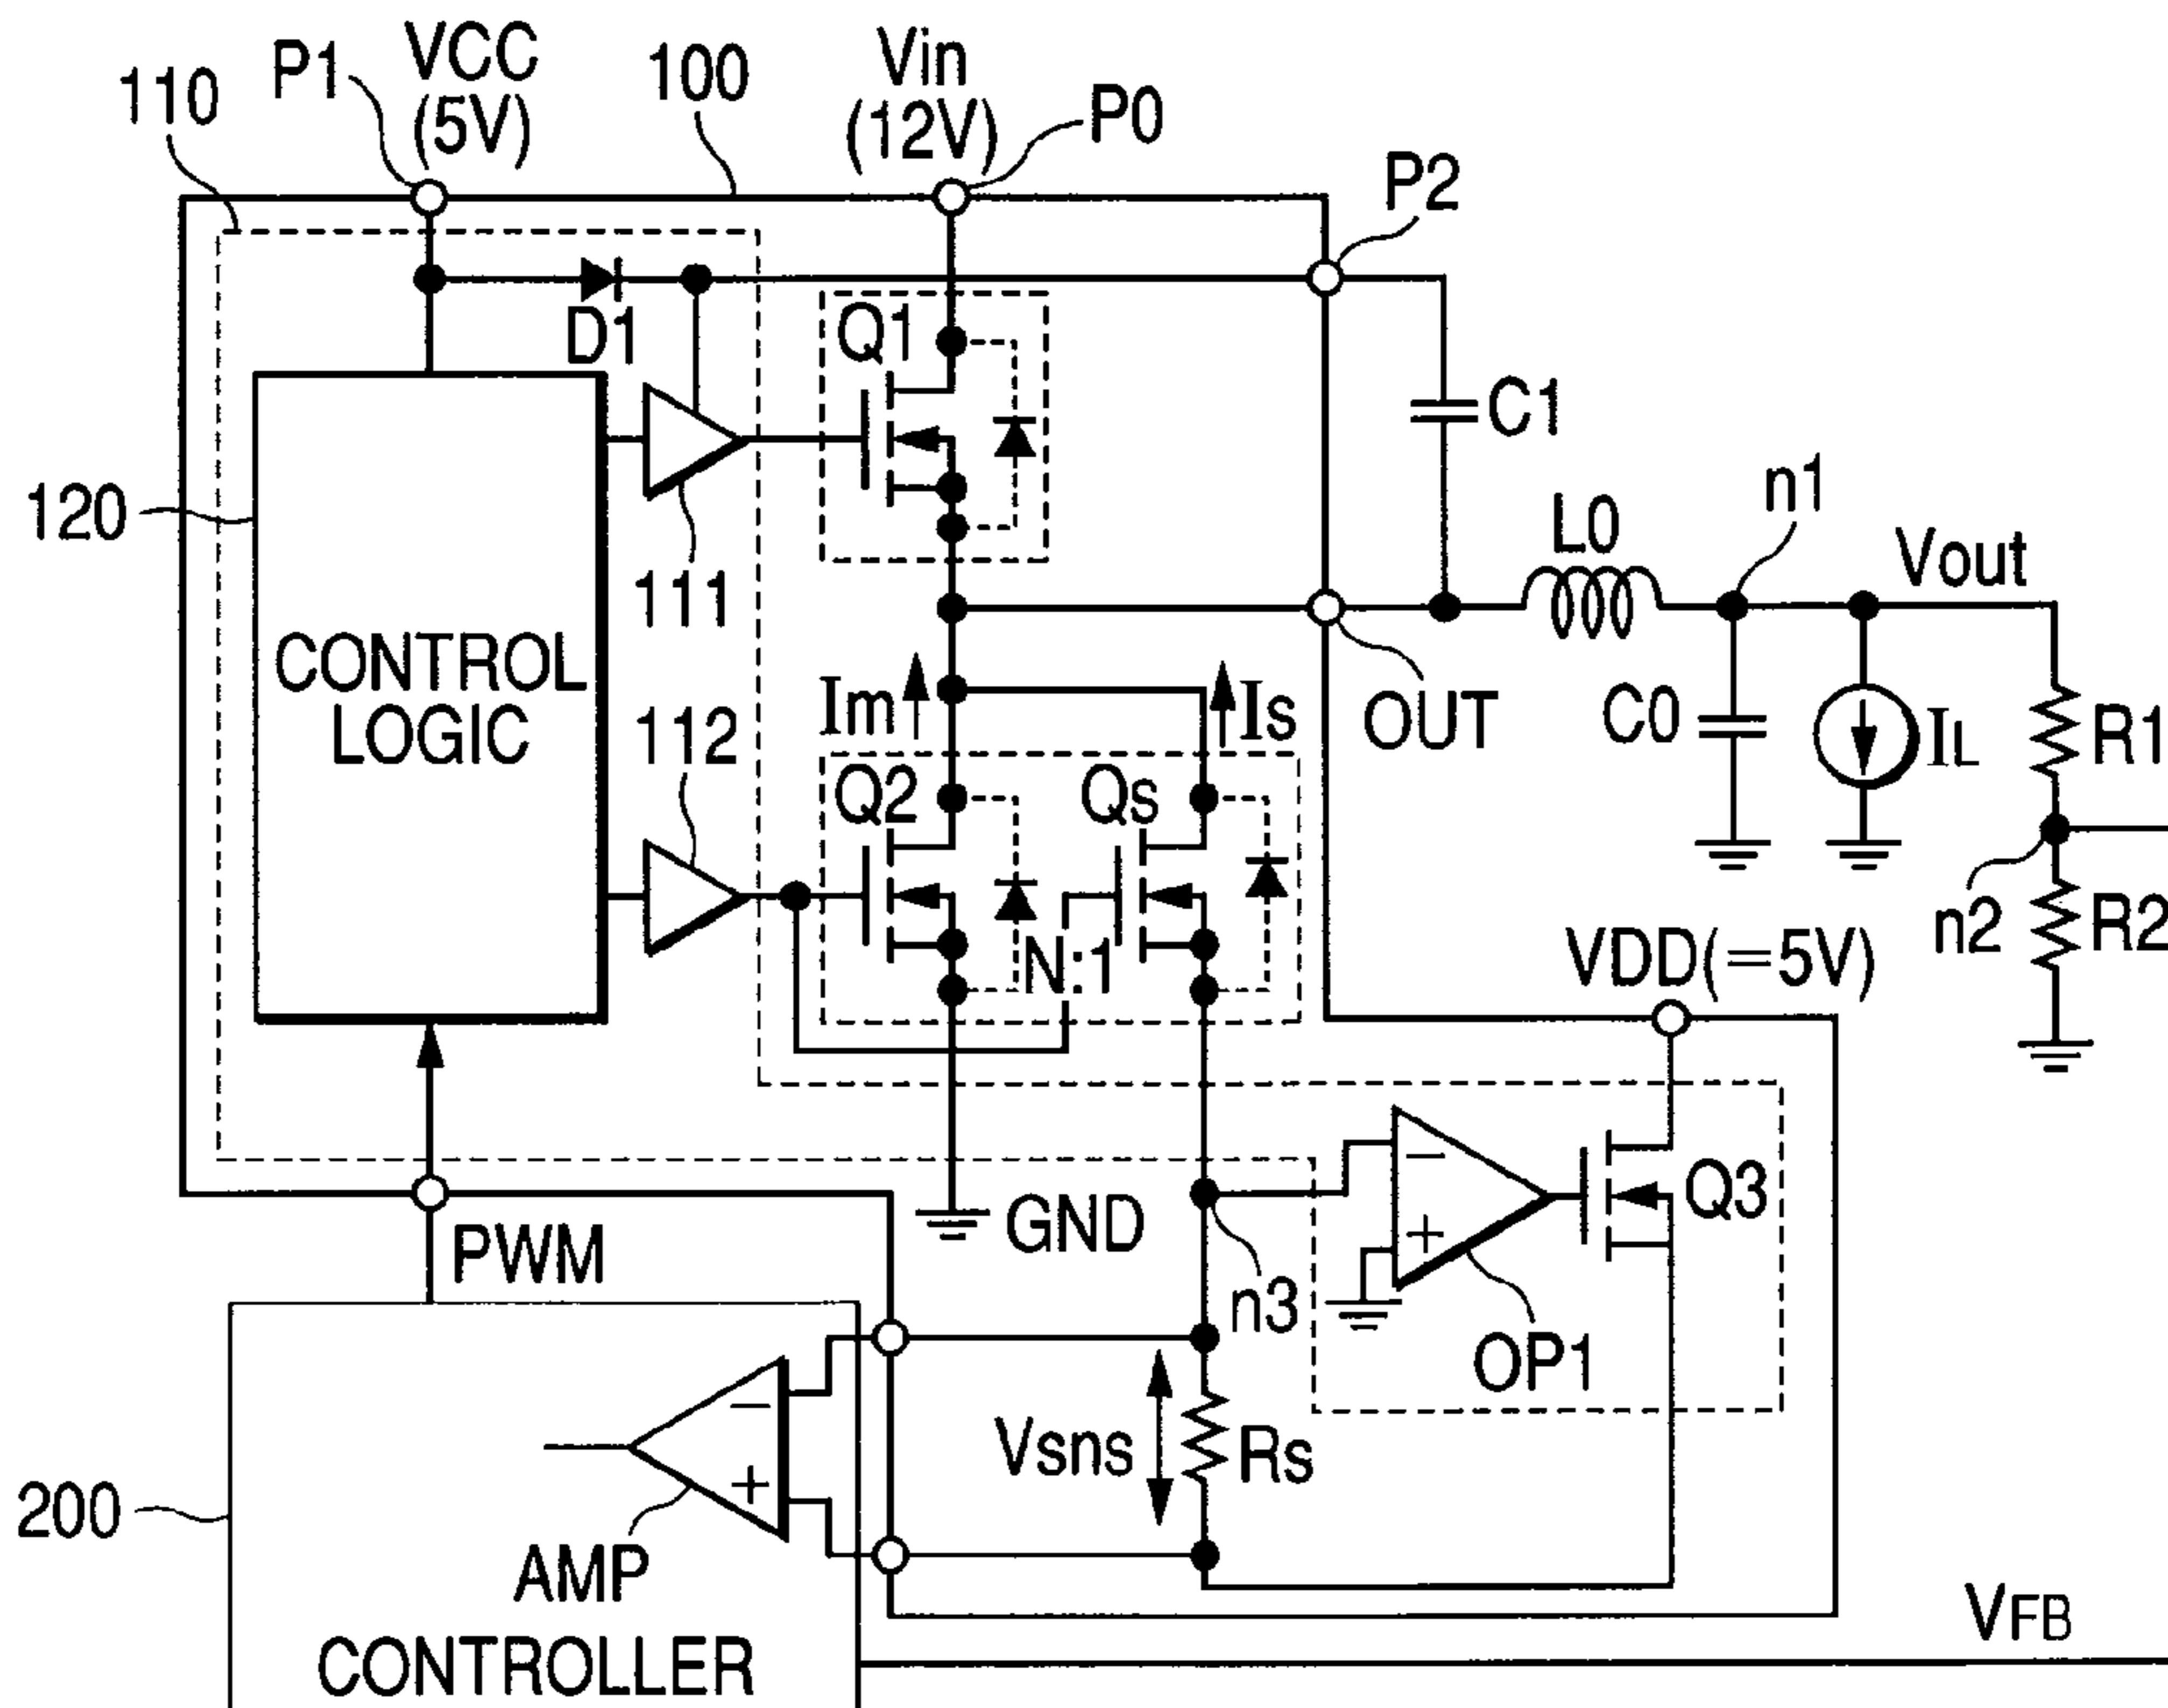 P1
VCC
(5V)
100
Vin
(12V)
P0
110
P2
D1
Q1
C1
120
111
n1
L0
Vout
CONTROL
LOGIC
Im
Is
OUT
C0
IL
R1
112
Q2
Qs
N:1
n2
R2
VDD(=5V)
Q3
−
+
GND
PWM
n3
OP1
−
+
Vsns
Rs
200
AMP
CONTROLLER
VFB